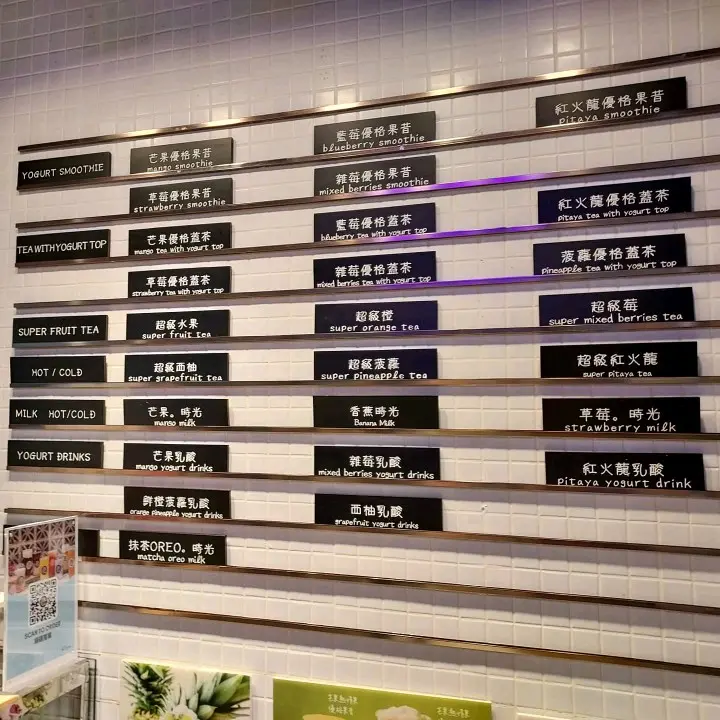 紅火龍優格果昔
pitaya smoothie
藍莓優格果昔
blueberry smoothie
YOGURT SMOOTHIE
芒果優格果昔
mango smoothie
雜莓優格果昔
mixed berries smoothie
草莓優格果昔
strawberry smoothie
紅火龍優格蓋茶
pitaya tea with yogurt top
藍莓優格蓋茶
blueberry tea with yogurt top
TEA WITH YOGURT TOP
芒果優格蓋茶
mango tea with yogurt top
菠蘿優格蓋茶
pineapple tea with yogurt top
雜莓優格蓋茶
mixed berries tea with yogurt top
草莓優格蓋茶
strawberry tea with yogurt top
SUPER FRUIT TEA
超級水果
super fruit tea
超級橙
super orange tea
超級莓
super mixed berries tea
HOT / COLD
超級西柚
super grapefruit tea
超級菠蘿
super pineapple tea
超級紅火龍
super pitaya tea
MILK HOT/COLD
芒果。時光
mango milk
香蕉時光
Banana Milk
草莓。時光
strawberry milk
YOGURT DRINKS
芒果乳酸
mango yogurt drinks
雜莓乳酸
mixed berries yogurt drinks
紅火龍乳酸
pitaya yogurt drink
鮮橙菠蘿乳酸
orange pineapple yogurt drinks
西柚乳酸
grapefruit yogurt drinks
抹茶OREO。時光
matcha oreo milk
SCAN TO ORDER